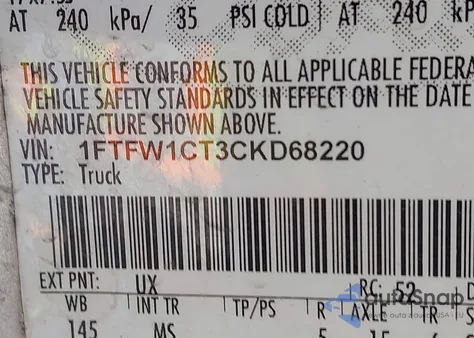 AT 240 kPa/ 35 PSI COLD AT 240 k
THIS VEHICLE CONFORMS TO ALL APPLICABLE FEDERA
VEHICLE SAFETY STANDARDS IN EFFECT ON THE DATE
MANUFACTURE SHOWN ABOVE.
VIN: 1FTFW1CT3CKD68220
TYPE: Truck
EXT PNT: UX RC: 52
WB INT TR TP/PS R AXLE TR S
145 MS 5
autoSnap